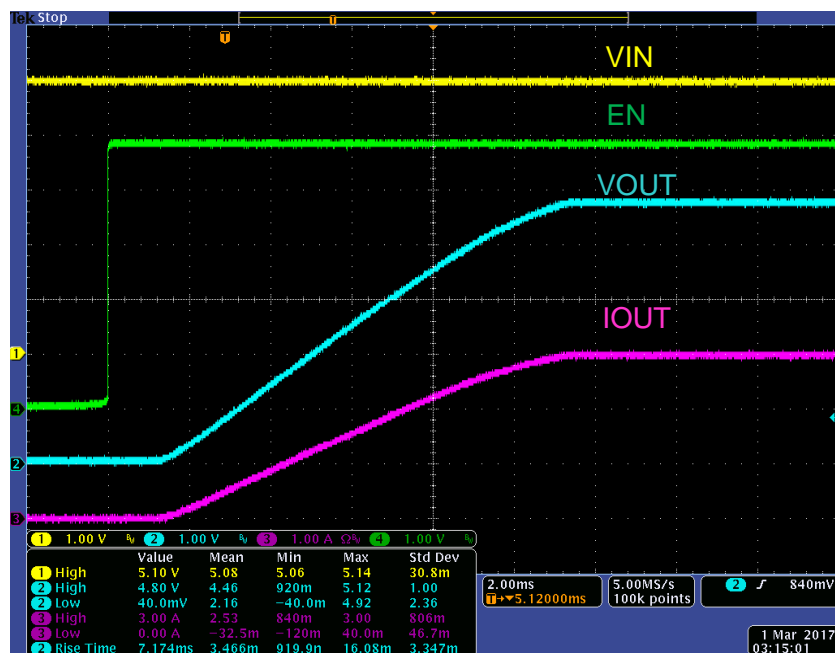 Tek Stop
T
T
VIN
EN
VOUT
IOUT
1
4
2
3
1 1.00 V BW 2 1.00 V BW 3 1.00 A Ω BW 4 1.00 V BW
Value Mean Min Max Std Dev
1 High 5.10 V 5.08 5.06 5.14 30.8m
2 High 4.80 V 4.46 920m 5.12 1.00
2 Low 40.0mV 2.16 −40.0m 4.92 2.36
3 High 3.00 A 2.53 840m 3.00 806m
3 Low 0.00 A −32.5m −120m 40.0m 46.7m
2 Rise Time 7.174ms 3.466m 919.9n 16.08m 3.347m
2.00ms
T→▼5.12000ms
5.00MS/s
100k points
2 840mV
1 Mar 2017
03:15:01